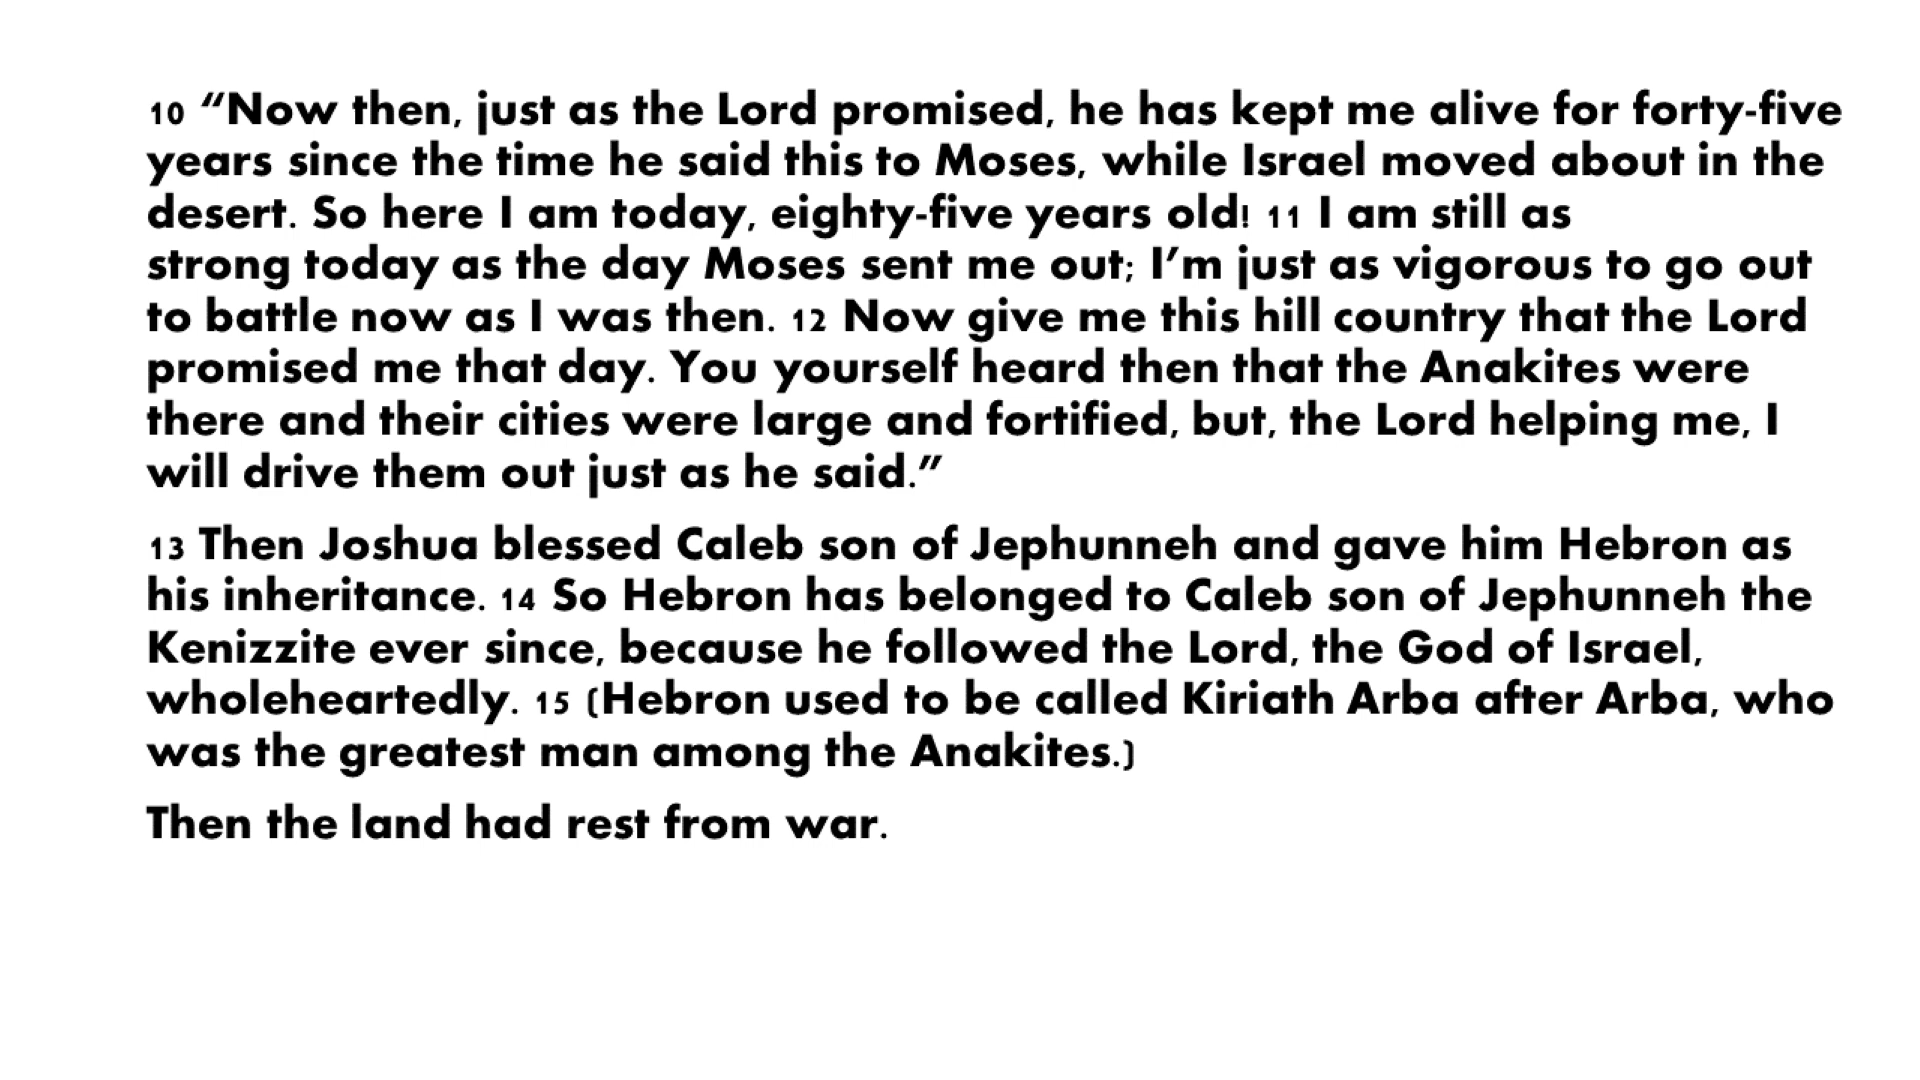 10 “Now then, just as the Lord promised, he has kept me alive for forty-five
years since the time he said this to Moses, while Israel moved about in the
desert. So here I am today, eighty-five years old! 11 I am still as
strong today as the day Moses sent me out; I’m just as vigorous to go out
to battle now as I was then. 12 Now give me this hill country that the Lord
promised me that day. You yourself heard then that the Anakites were
there and their cities were large and fortified, but, the Lord helping me, I
will drive them out just as he said.”
13 Then Joshua blessed Caleb son of Jephunneh and gave him Hebron as
his inheritance. 14 So Hebron has belonged to Caleb son of Jephunneh the
Kenizzite ever since, because he followed the Lord, the God of Israel,
wholeheartedly. 15 (Hebron used to be called Kiriath Arba after Arba, who
was the greatest man among the Anakites.)
Then the land had rest from war.